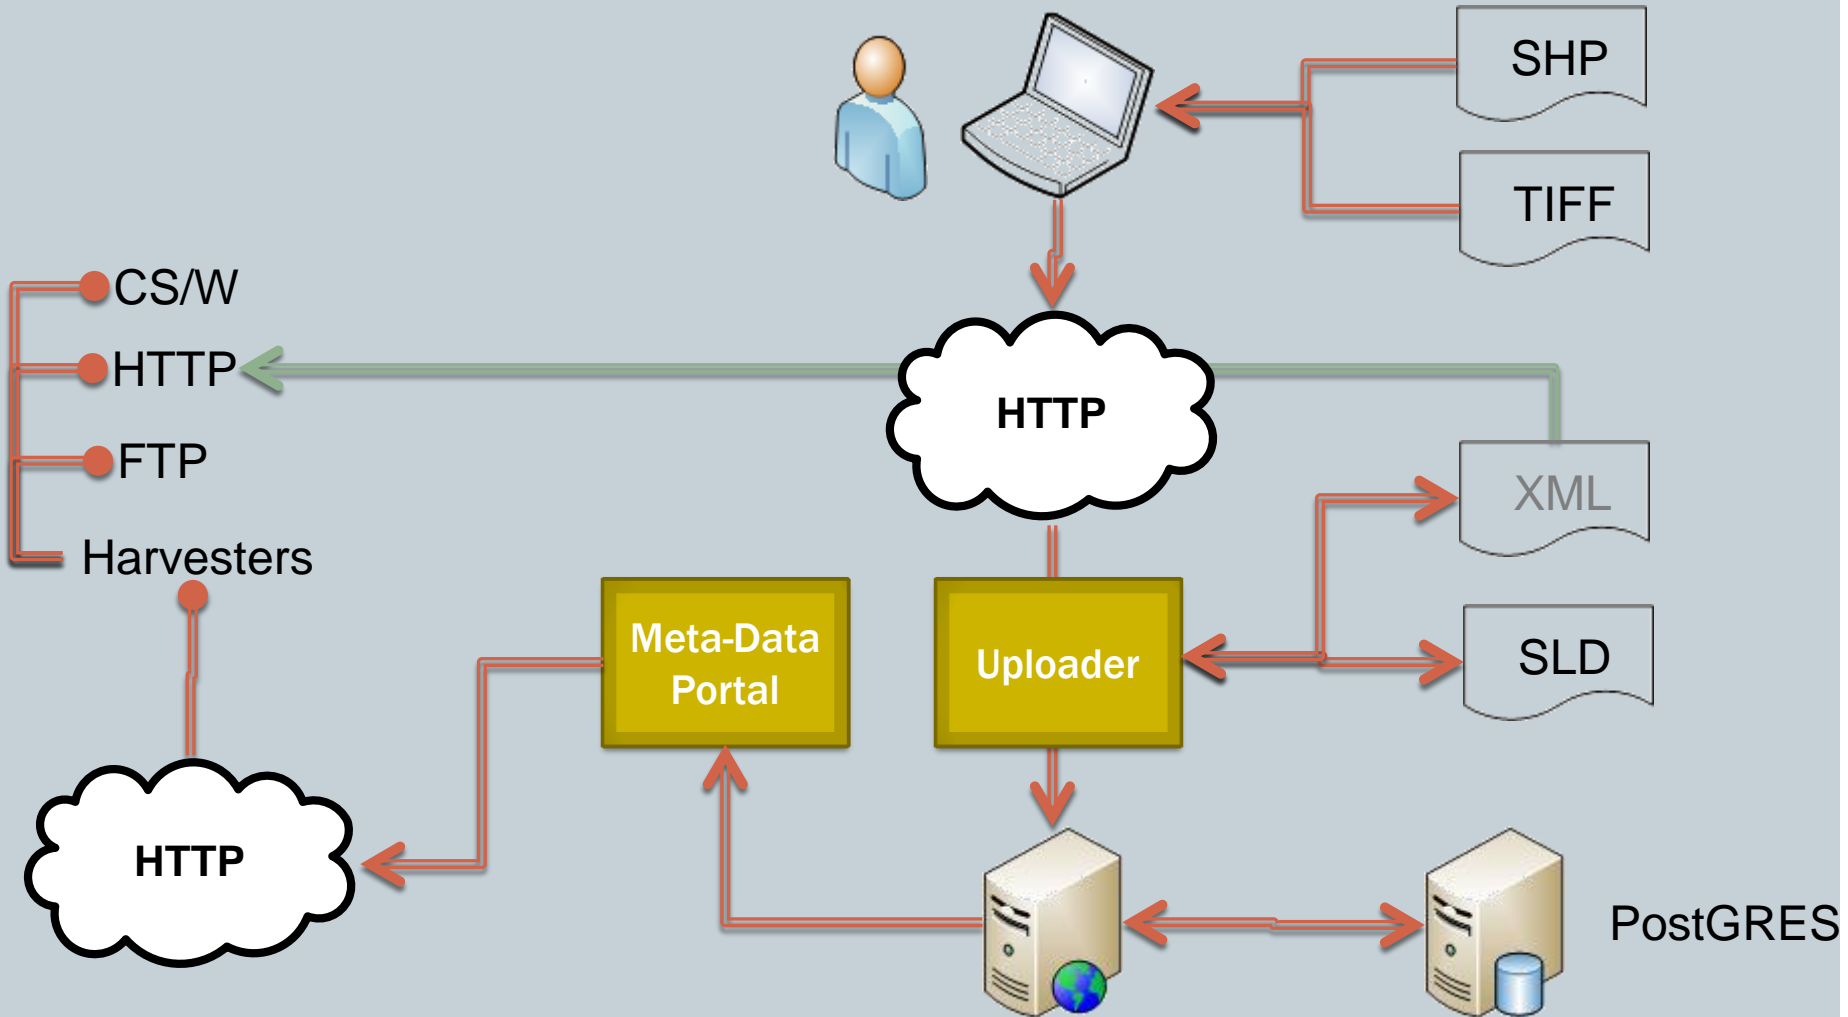 SHP
TIFF
CS/W
HTTP
FTP
Harvesters
HTTP
XML
SLD
Meta-Data
Portal
Uploader
HTTP
PostGRES